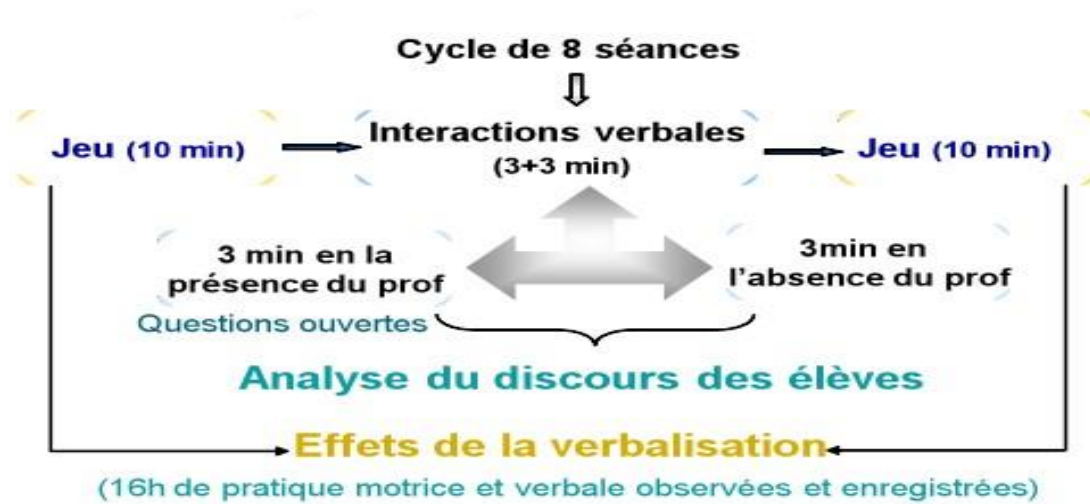 Cycle de 8 séances
Jeu (10 min)
Interactions verbales
(3+3 min)
Jeu (10 min)
3 min en la
présence du prof
3min en
l'absence du prof
Questions ouvertes
Analyse du discours des élèves
Effets de la verbalisation
(16h de pratique motrice et verbale observées et enregistrées)